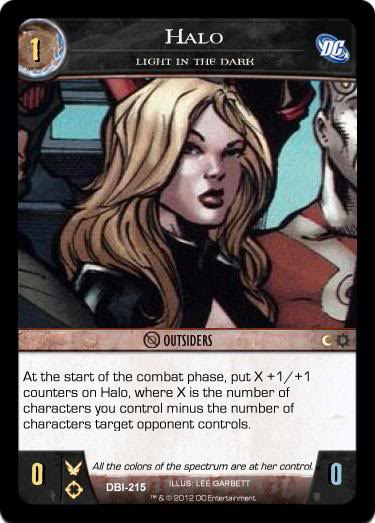 1
HALO
DC
LIGHT IN THE DARK
OUTSIDERS
At the start of the combat phase, put X +1/+1
counters on Halo, where X is the number of
characters you control minus the number of
characters target opponent controls.
All the colors of the spectrum are at her control.
0
0
DBI-215
ILLUS: LEE GARBETT
™ & © 2012 DC Entertainment.